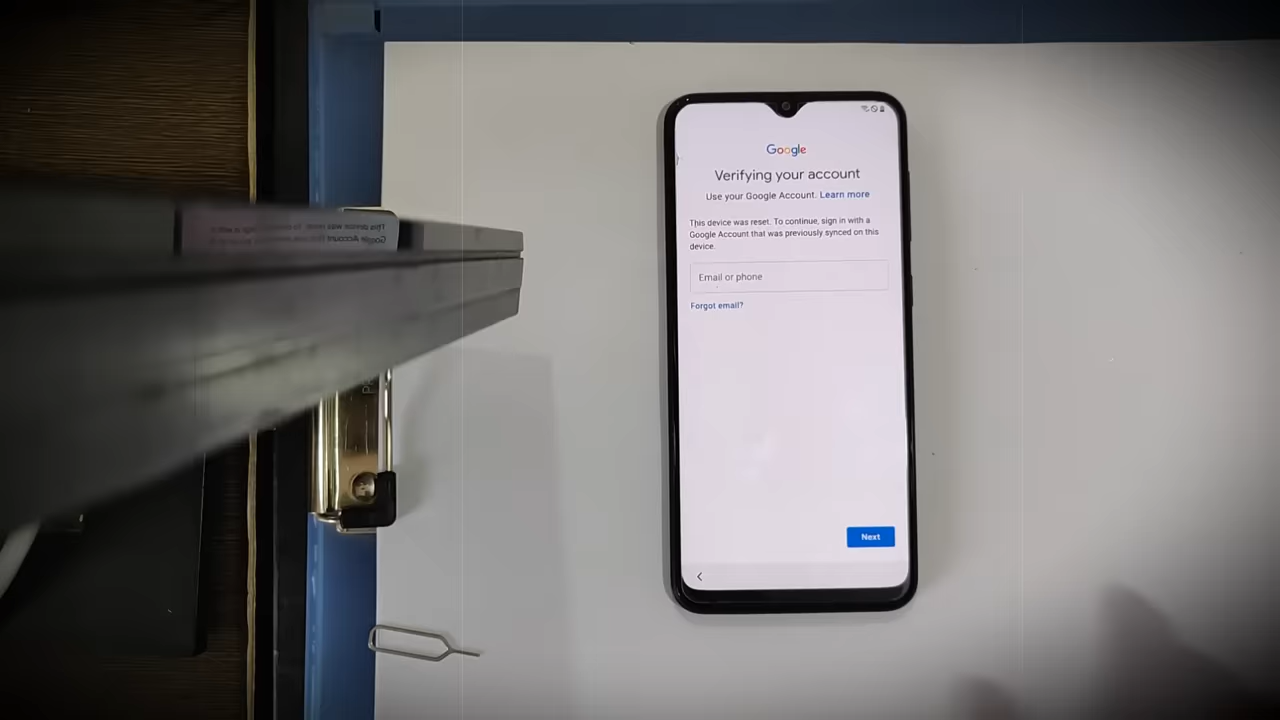 Google
Verifying your account
Use your Google Account. Learn more
This device was reset. To continue, sign in with a
Google Account that was previously synced on this
device.
Email or phone
Forgot email?
Next